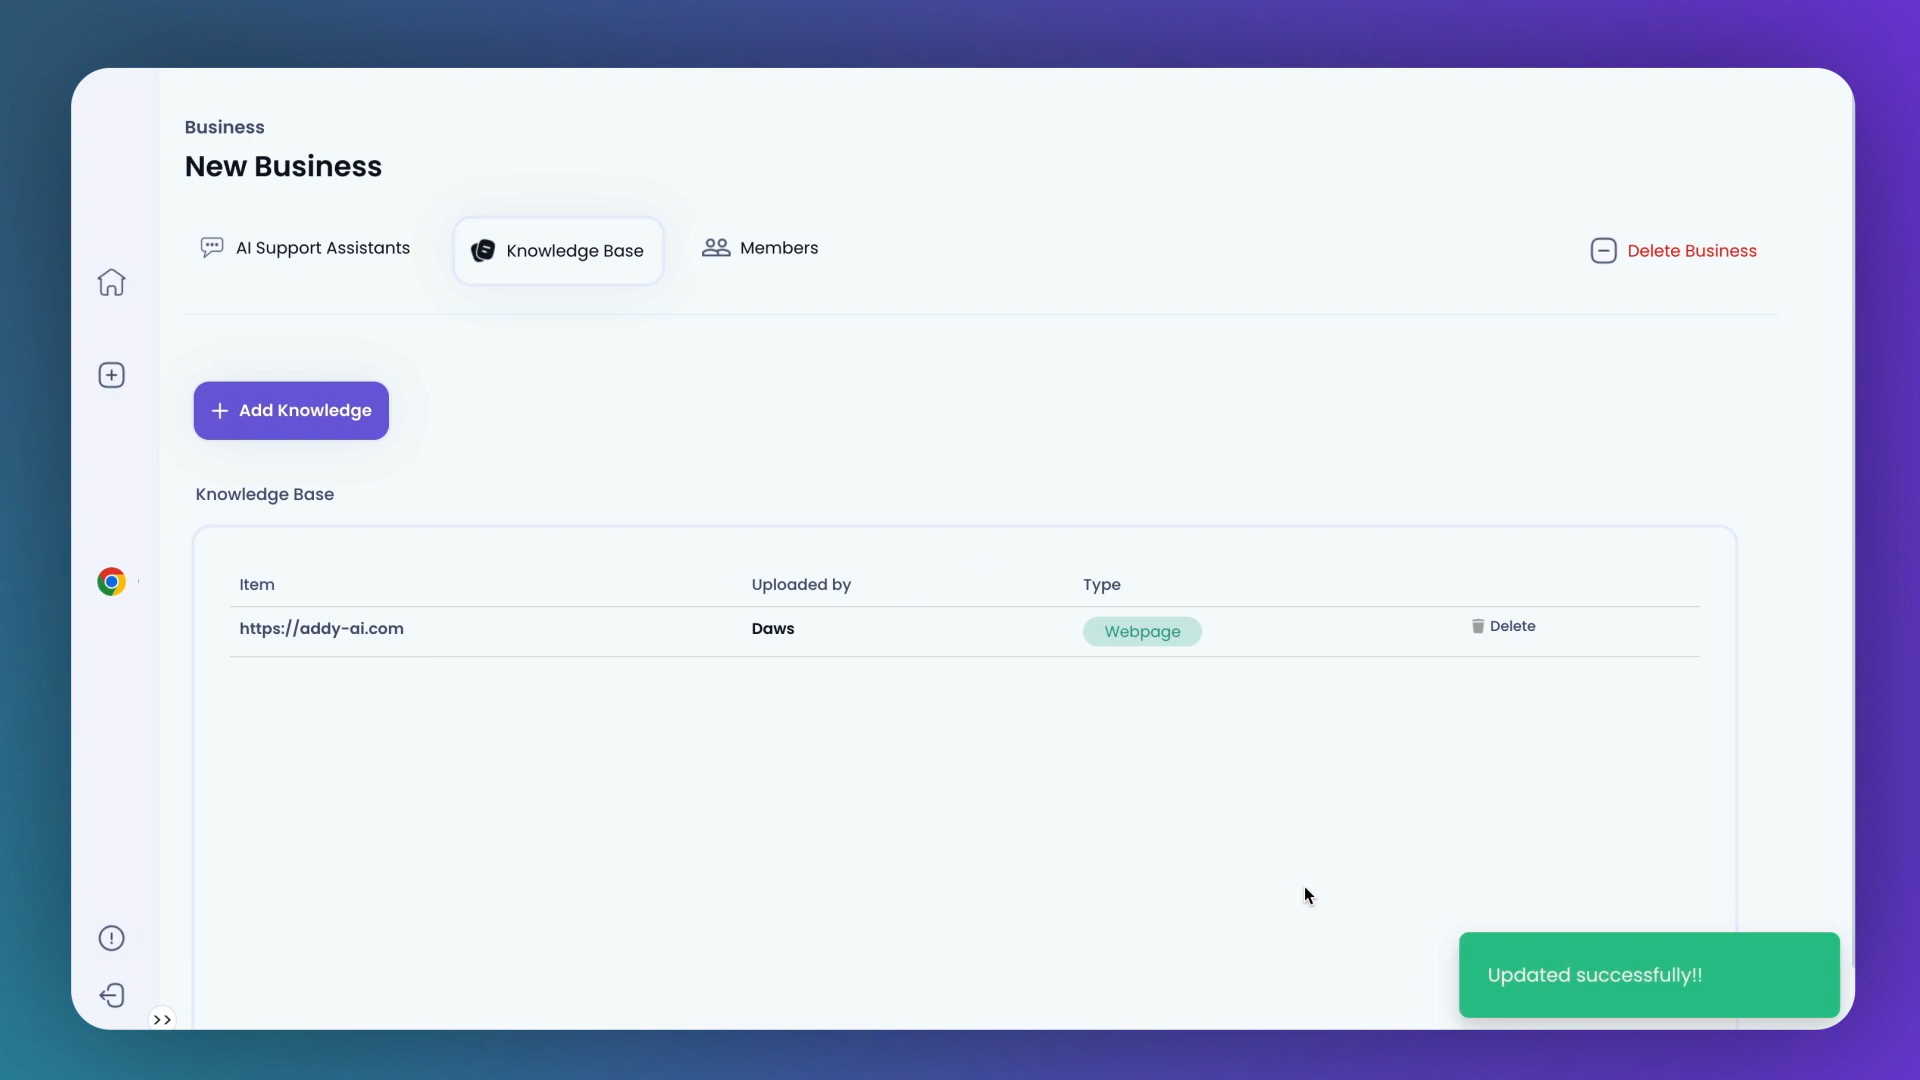 Business
New Business
AI Support Assistants
Knowledge Base
Members
Delete Business
Add Knowledge
Knowledge Base
Item Uploaded by Type
https://addy-ai.com Daws Webpage Delete
Updated successfully!!
>>